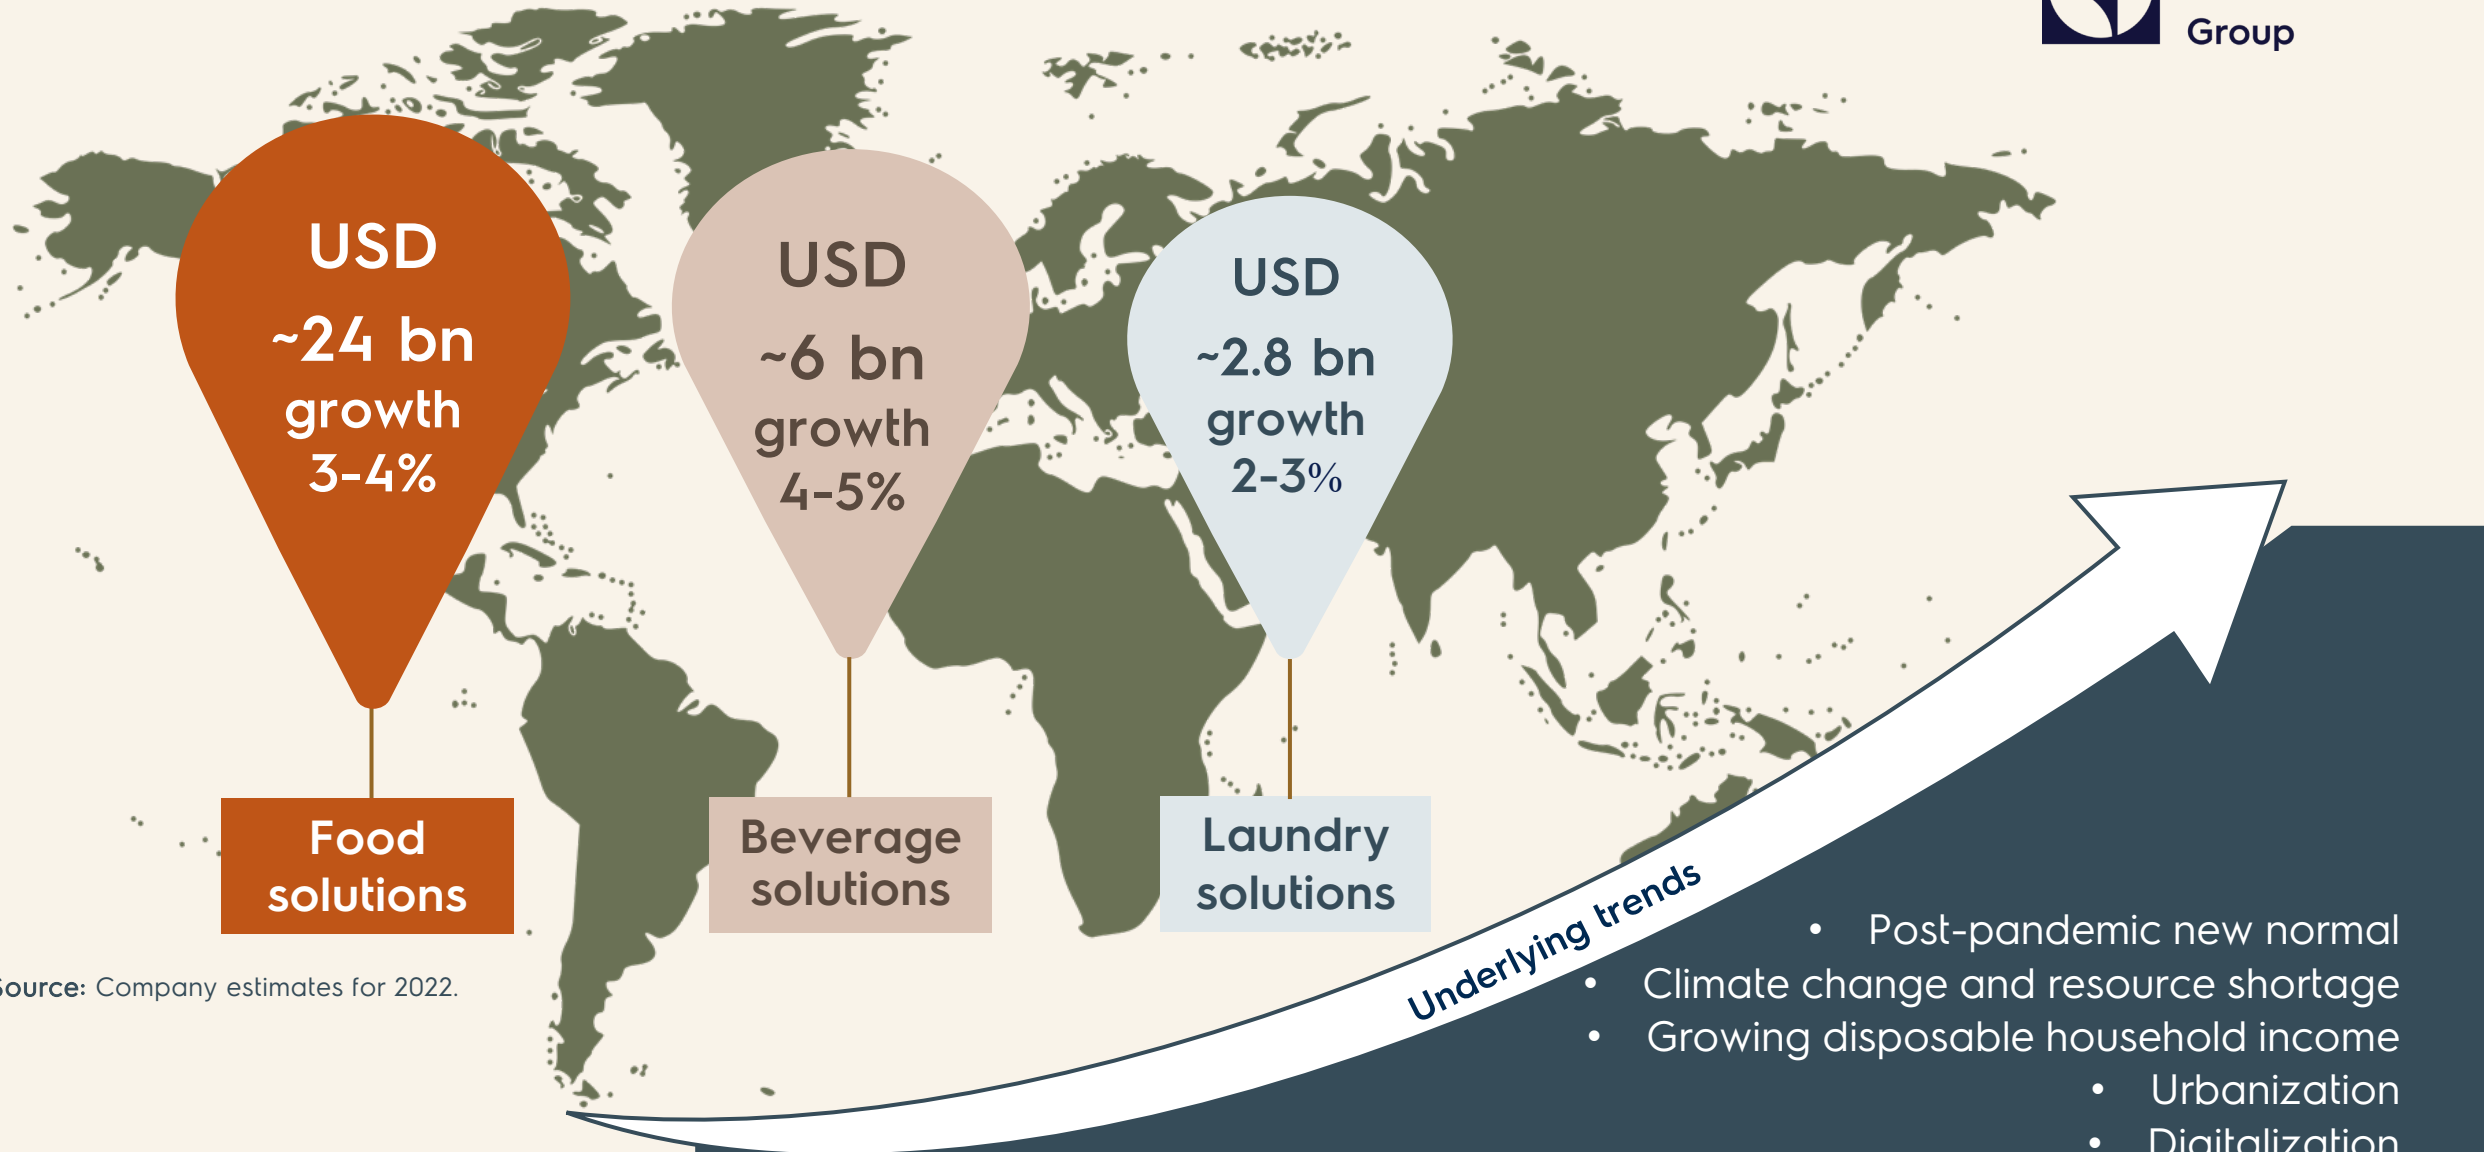 Group
USD
~24 bn
growth
3-4%
USD
~6 bn
growth
4-5%
USD
~2.8 bn
growth
2-3%
Food
solutions
Beverage
solutions
Laundry
solutions
Source: Company estimates for 2022.
Underlying trends
• Post-pandemic new normal
• Climate change and resource shortage
• Growing disposable household income
• Urbanization
• Digitalization